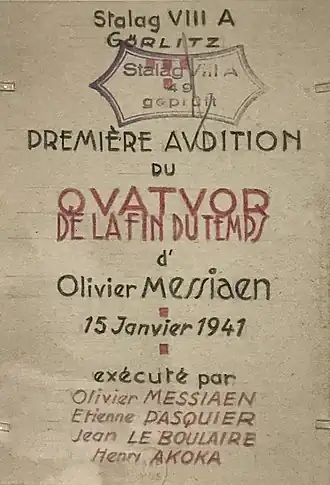 Stalag VIII A
GÖRLITZ
Stalag VIII A
49
geprüft
PREMIÈRE AVDITION
DU
QVATVOR
DE LA FIN DU TEMPS
d'
Olivier Messiaen
15 Janvier 1941
exécuté par
Olivier MESSIAEN
Etienne PASQUIER
Jean LE BOULAIRE
Henri AKOKA